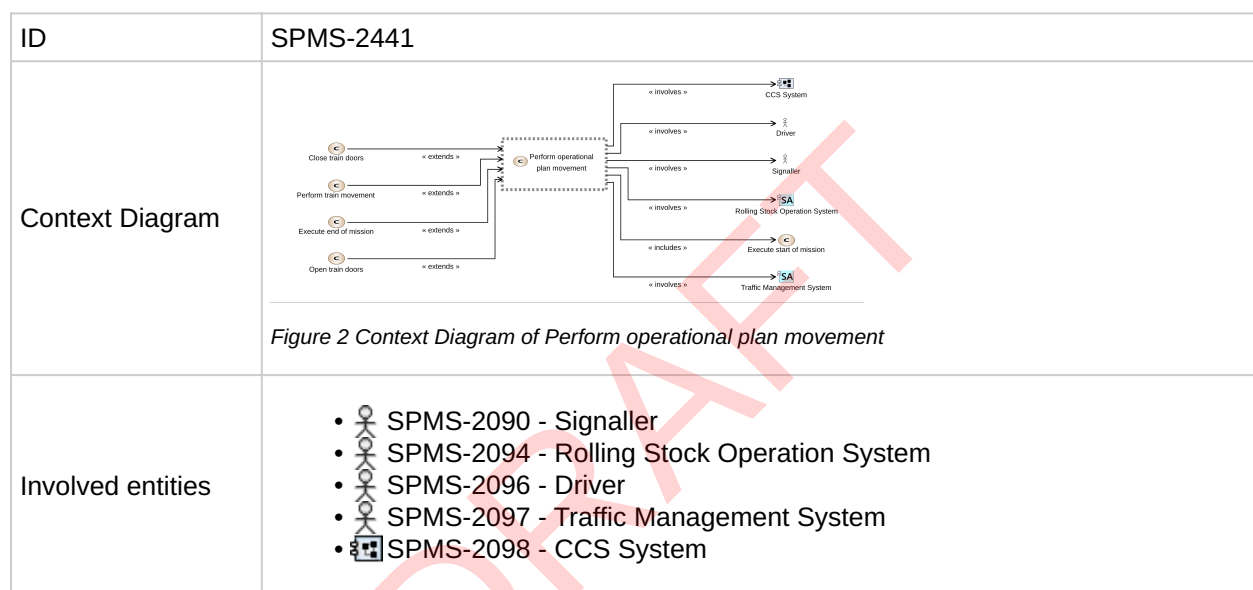 ID
SPMS-2441
Context Diagram
« involves »
CCS System
« involves »
Driver
Close train doors
« extends »
Perform operational
plan movement
« involves »
Signaller
Perform train movement
« extends »
« involves »
Rolling Stock Operation System
Execute end of mission
« extends »
« includes »
Execute start of mission
Open train doors
« extends »
« involves »
Traffic Management System
C
C
C
C
C
C
SA
SA
Figure 2 Context Diagram of Perform operational plan movement
Involved entities
• SPMS-2090 - Signaller
• SPMS-2094 - Rolling Stock Operation System
• SPMS-2096 - Driver
• SPMS-2097 - Traffic Management System
• SPMS-2098 - CCS System
DRAFT